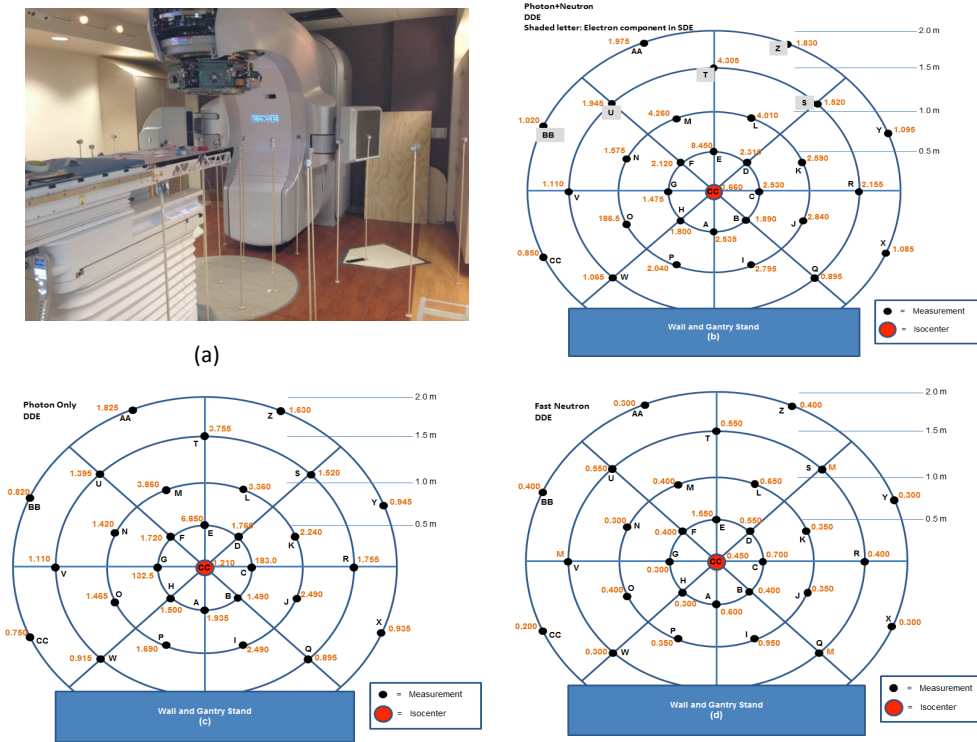 (a)
Photon+Neutron
DDE
Shaded letter: Electron component in SDE
2.0 m
1.975
AA
Z
1.830
4.305
T
1.5 m
1.945
U
S
1.520
1.020
BB
4.260
M
4.010
L
1.0 m
Y
1.095
8.450
E
0.5 m
1.575
N
2.120
F
2.310
D
2.590
K
1.110
V
G
1.475
CC
1.660
C
2.530
R
2.155
186.5
O
H
1.800
A
2.535
B
1.890
J
2.840
0.850
CC
P
2.040
I
2.795
X
1.085
1.065
W
Q
0.895
Wall and Gantry Stand
(b)
= Measurement
= Isocenter
Photon Only
DDE
2.0 m
1.825
AA
Z
1.630
3.755
T
1.5 m
1.395
U
S
1.520
0.820
BB
3.860
M
3.360
L
1.0 m
Y
0.945
6.850
E
0.5 m
1.420
N
1.720
F
1.760
D
2.240
K
1.110
V
G
132.5
CC
1.210
C
183.0
R
1.755
1.465
O
H
1.500
A
1.935
B
1.490
J
2.490
0.750
CC
P
1.690
I
2.490
X
0.935
0.915
W
Q
0.895
Wall and Gantry Stand
(c)
= Measurement
= Isocenter
Fast Neutron
DDE
2.0 m
0.300
AA
Z
0.400
0.550
T
1.5 m
0.550
U
S
M
0.400
BB
0.400
M
0.650
L
1.0 m
Y
0.300
1.550
E
0.5 m
0.300
N
0.400
F
0.550
D
0.350
K
M
V
G
0.300
CC
0.450
C
0.700
R
0.400
0.400
O
H
0.300
A
0.600
B
0.400
J
0.350
0.200
CC
P
0.350
I
0.950
X
0.300
0.300
W
Q
M
Wall and Gantry Stand
(d)
= Measurement
= Isocenter